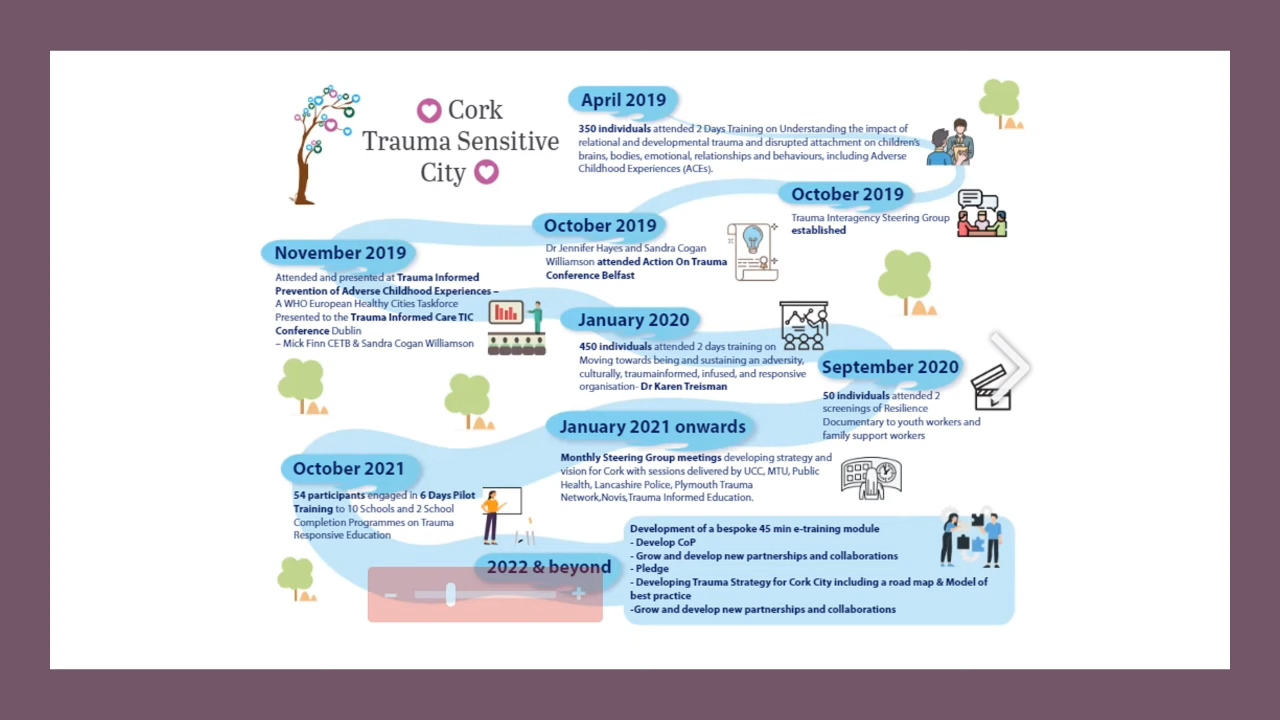 Cork
Trauma Sensitive
City
April 2019
350 individuals attended 2 Days Training on Understanding the impact of
relational and developmental trauma and disrupted attachment on children's
brains, bodies, emotional, relationships and behaviours, including Adverse
Childhood Experiences (ACEs).
October 2019
Trauma Interagency Steering Group
established
October 2019
Dr Jennifer Hayes and Sandra Cogan
Williamson attended Action On Trauma
Conference Belfast
November 2019
Attended and presented at Trauma Informed
Prevention of Adverse Childhood Experiences –
A WHO European Healthy Cities Taskforce
Presented to the Trauma Informed Care TIC
Conference Dublin
– Mick Finn CETB & Sandra Cogan Williamson
January 2020
450 individuals attended 2 days training on
Moving towards being and sustaining an adversity,
culturally, traumainformed, infused, and responsive
organisation- Dr Karen Treisman
September 2020
50 individuals attended 2
screenings of Resilience
Documentary to youth workers and
family support workers
January 2021 onwards
Monthly Steering Group meetings developing strategy and
vision for Cork with sessions delivered by UCC, MTU, Public
Health, Lancashire Police, Plymouth Trauma
Network,Novis,Trauma Informed Education.
October 2021
54 participants engaged in 6 Days Pilot
Training to 10 Schools and 2 School
Completion Programmes on Trauma
Responsive Education
2022 & beyond
Development of a bespoke 45 min e-training module
- Develop CoP
- Grow and develop new partnerships and collaborations
- Pledge
- Developing Trauma Strategy for Cork City including a road map & Model of
best practice
-Grow and develop new partnerships and collaborations